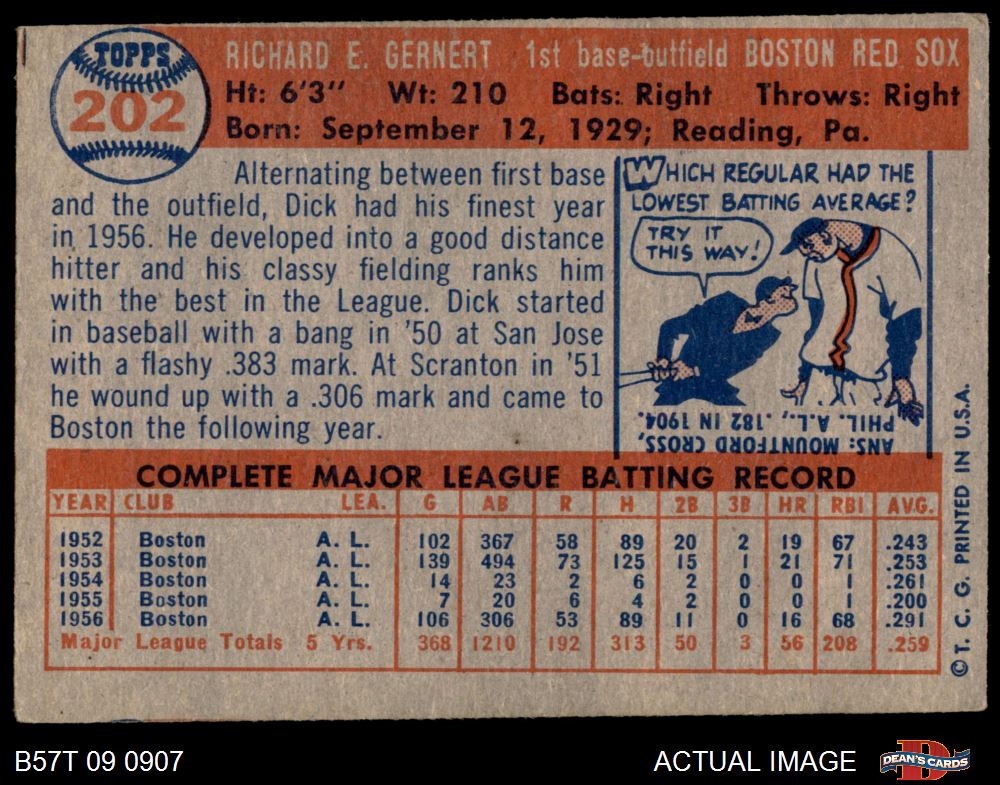 TOPPS
202
RICHARD E. GERNERT 1st base-outfield BOSTON RED SOX
Ht: 6'3" Wt: 210 Bats: Right Throws: Right
Born: September 12, 1929; Reading, Pa.
Alternating between first base
and the outfield, Dick had his finest year
in 1956. He developed into a good distance
hitter and his classy fielding ranks him
with the best in the League. Dick started
in baseball with a bang in '50 at San Jose
with a flashy .383 mark. At Scranton in '51
he wound up with a .306 mark and came to
Boston the following year.
WHICH REGULAR HAD THE
LOWEST BATTING AVERAGE?
TRY IT
THIS WAY!
ANS: MOUNTFORD CROSS,
PHIL. A.L., .182 IN 1904.
COMPLETE MAJOR LEAGUE BATTING RECORD
YEAR CLUB LEA. G AB R H 2B 3B HR RBI AVG.
1952 Boston A. L. 102 367 58 89 20 2 19 67 .243
1953 Boston A. L. 139 494 73 125 15 1 21 71 .253
1954 Boston A. L. 14 23 2 6 2 0 0 1 .261
1955 Boston A. L. 7 20 6 4 2 0 0 1 .200
1956 Boston A. L. 106 306 53 89 11 0 16 68 .291
Major League Totals 5 Yrs. 368 1210 192 313 50 3 56 208 .259
© T. C. G. PRINTED IN U.S.A.
B57T 09 0907
ACTUAL IMAGE
D
DEAN'S CARDS